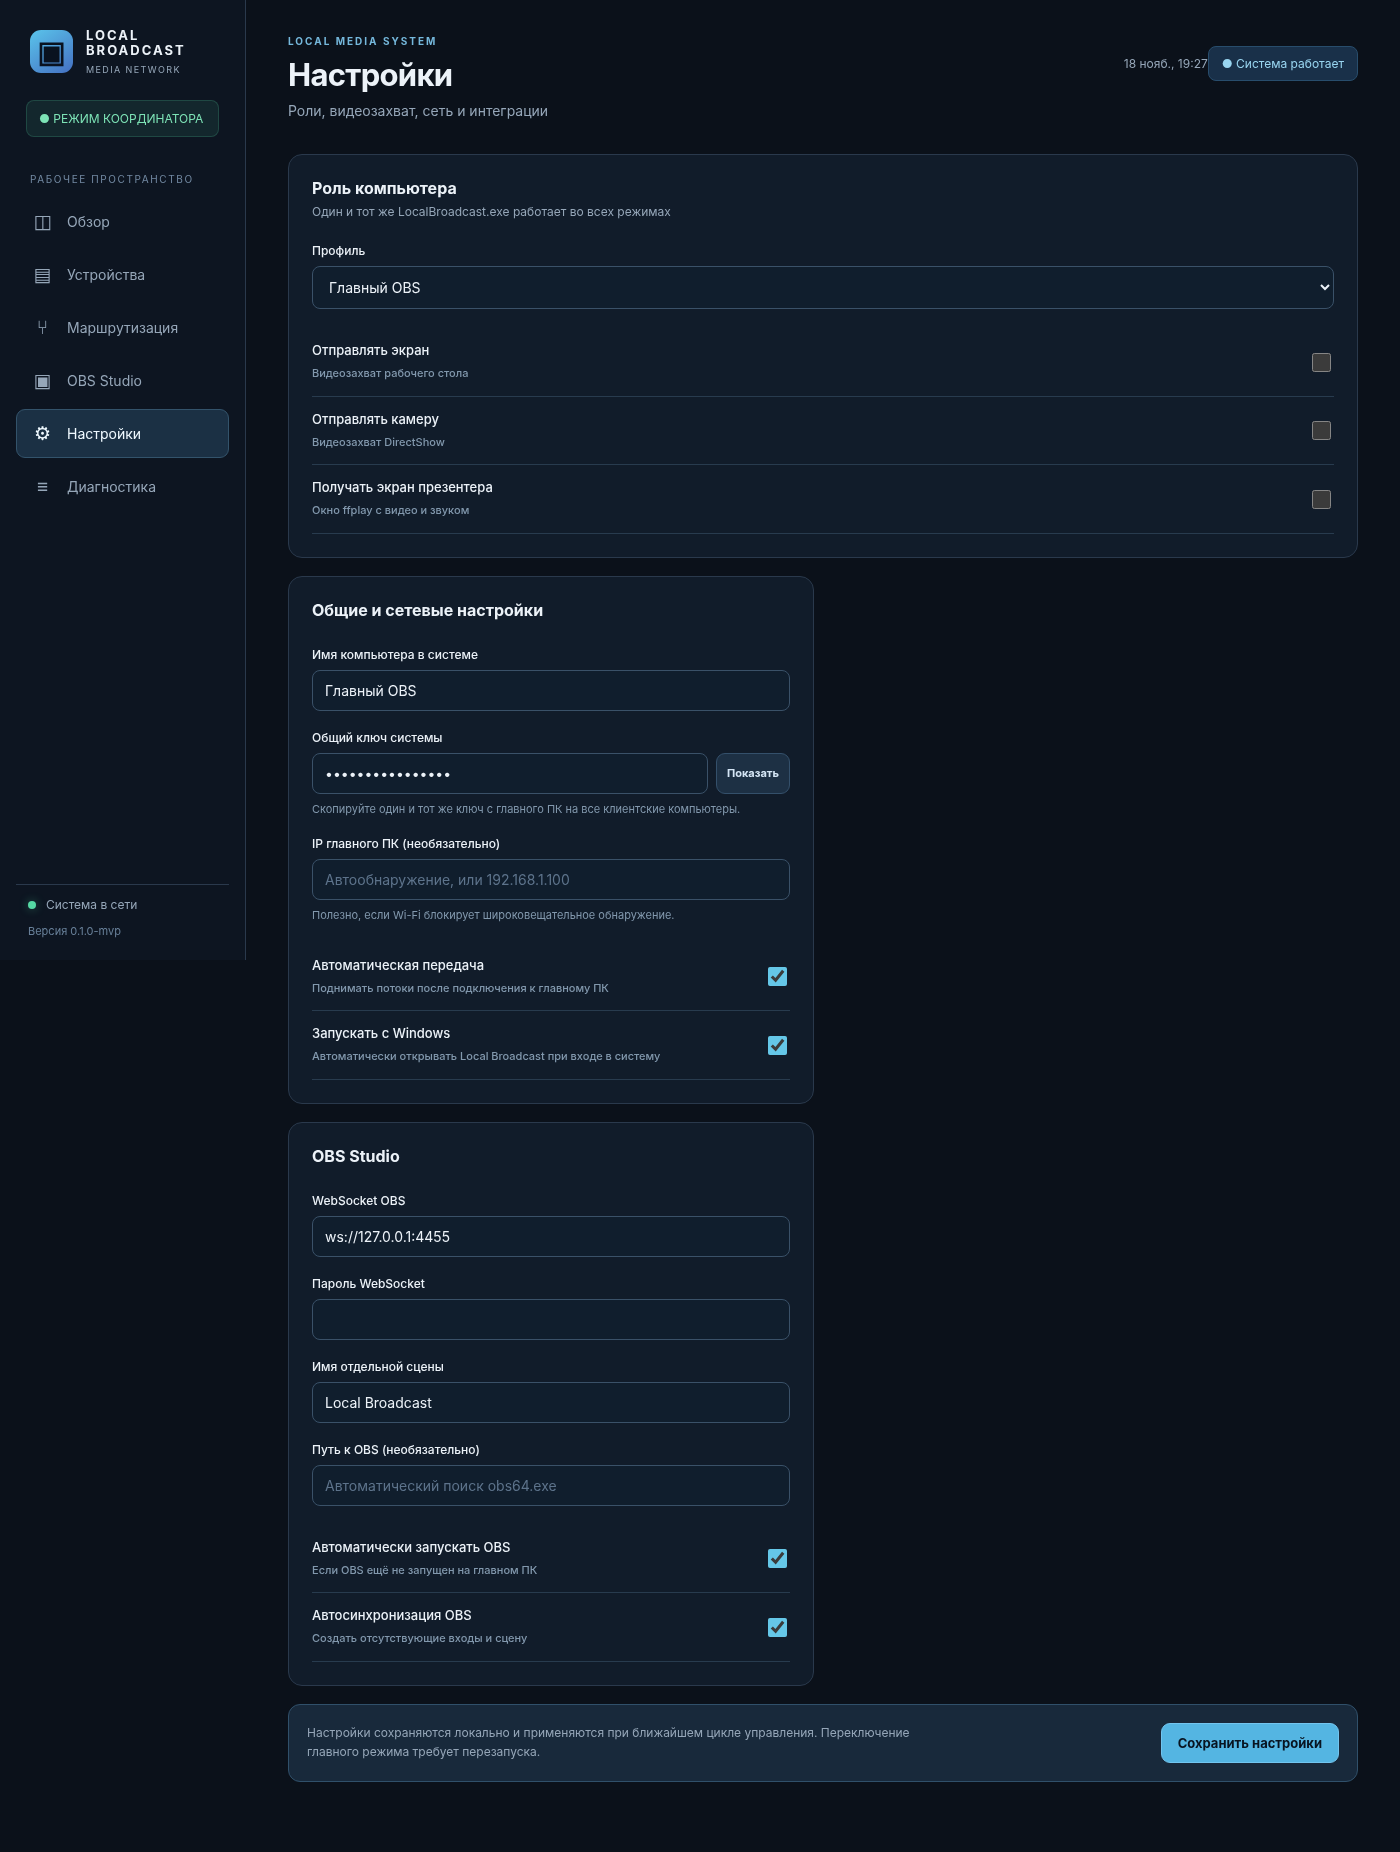 LOCAL
BROADCAST
MEDIA NETWORK
РЕЖИМ КООРДИНАТОРА
РАБОЧЕЕ ПРОСТРАНСТВО
Обзор
Устройства
Маршрутизация
OBS Studio
Настройки
Диагностика
Система в сети
Версия 0.1.0-mvp
LOCAL MEDIA SYSTEM
Настройки
Роли, видеозахват, сеть и интеграции
18 нояб., 19:27
Система работает
Роль компьютера
Один и тот же LocalBroadcast.exe работает во всех режимах
Профиль
Главный OBS
Отправлять экран
Видеозахват рабочего стола
Отправлять камеру
Видеозахват DirectShow
Получать экран презентера
Окно ffplay с видео и звуком
Общие и сетевые настройки
Имя компьютера в системе
Главный OBS
Общий ключ системы
••••••••••••••••
Показать
Скопируйте один и тот же ключ с главного ПК на все клиентские компьютеры.
IP главного ПК (необязательно)
Автообнаружение, или 192.168.1.100
Полезно, если Wi-Fi блокирует широковещательное обнаружение.
Автоматическая передача
Поднимать потоки после подключения к главному ПК
Запускать с Windows
Автоматически открывать Local Broadcast при входе в систему
OBS Studio
WebSocket OBS
ws://127.0.0.1:4455
Пароль WebSocket
Имя отдельной сцены
Local Broadcast
Путь к OBS (необязательно)
Автоматический поиск obs64.exe
Автоматически запускать OBS
Если OBS ещё не запущен на главном ПК
Автосинхронизация OBS
Создать отсутствующие входы и сцену
Настройки сохраняются локально и применяются при ближайшем цикле управления. Переключение
главного режима требует перезапуска.
Сохранить настройки